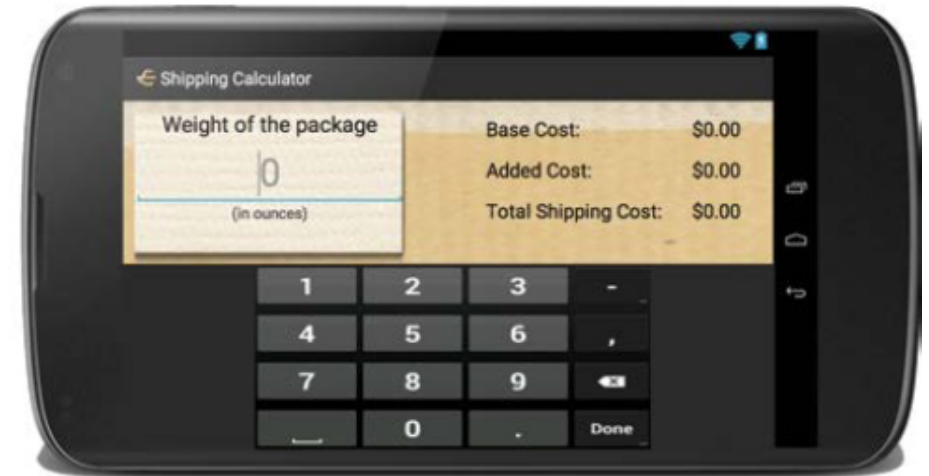 Shipping Calculator
Weight of the package
0
(in ounces)
Base Cost: $0.00
Added Cost: $0.00
Total Shipping Cost: $0.00
1 2 3 -
4 5 6 ,
7 8 9
0 . Done